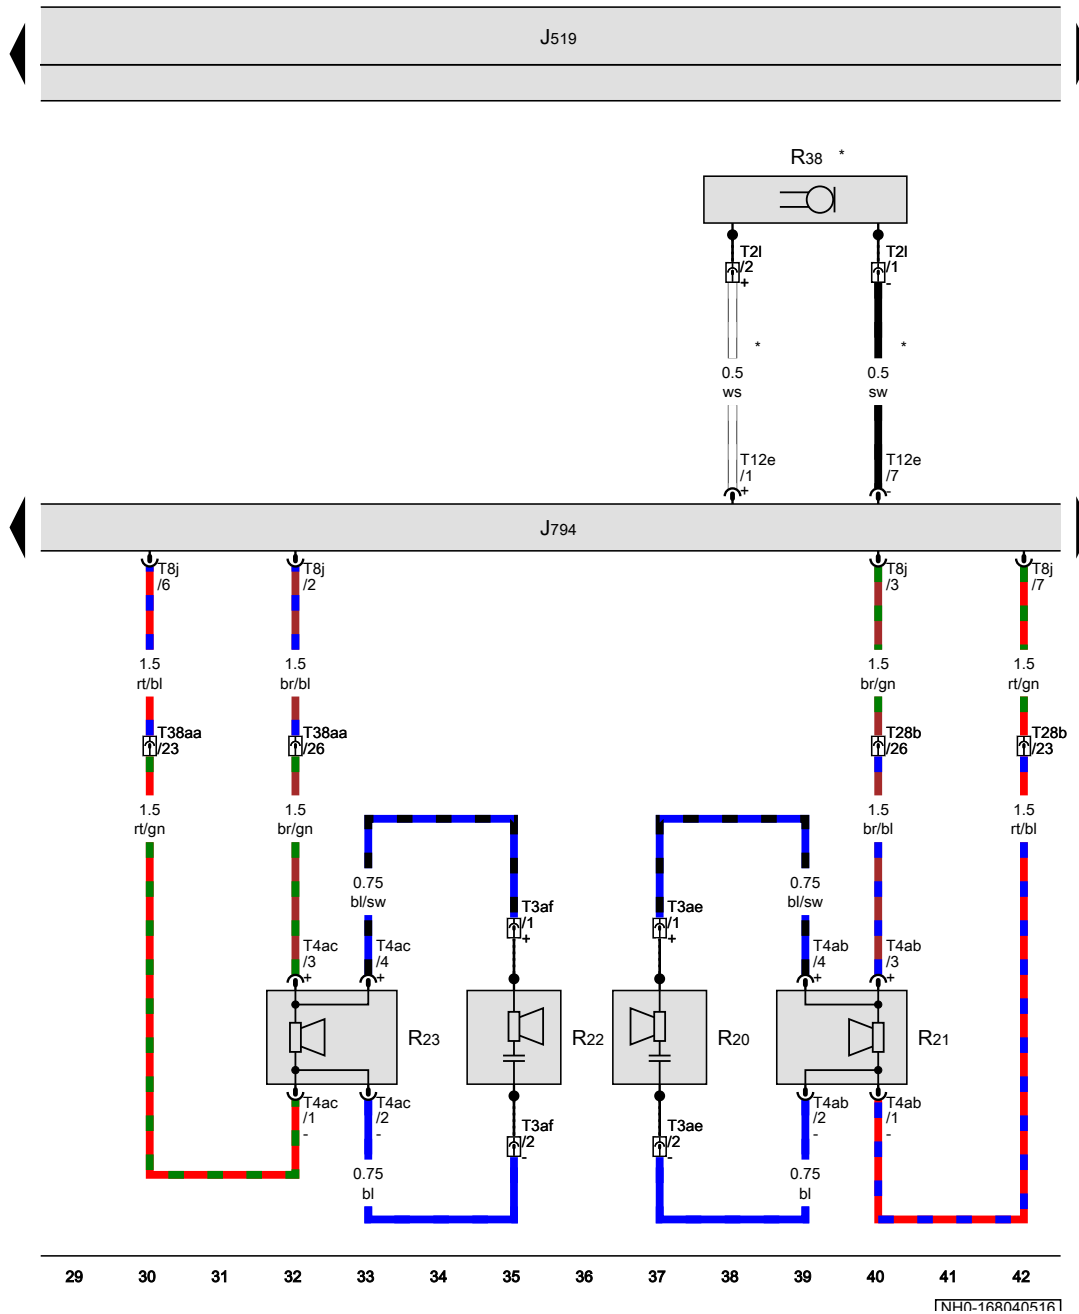 J519
R38 *
T2l
/2
+
T2l
/1
-
*
*
0.5
ws
0.5
sw
T12e
/1
+
T12e
/7
-
J794
T8j
/6
T8j
/2
T8j
/3
T8j
/7
1.5
rt/bl
1.5
br/bl
1.5
br/gn
1.5
rt/gn
T38aa
/23
T38aa
/26
T28b
/26
T28b
/23
1.5
rt/gn
1.5
br/gn
1.5
br/bl
1.5
rt/bl
0.75
bl/sw
0.75
bl/sw
T3af
/1
+
T3ae
/1
+
T4ac
/3
+
T4ac
/4
+
T4ab
/4
+
T4ab
/3
+
R23
R22
R20
R21
T4ac
/1
-
T4ac
/2
-
T3af
/2
-
T3ae
/2
-
T4ab
/2
-
T4ab
/1
-
0.75
bl
0.75
bl
29 30 31 32 33 34 35 36 37 38 39 40 41 42
NH0-168040516